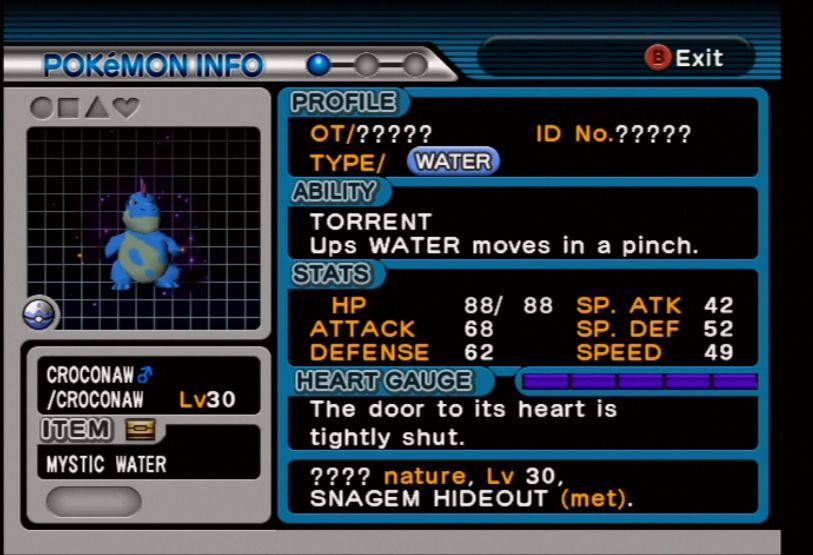 POKéMON INFO
B Exit
PROFILE
OT/????? ID No.?????
TYPE/ WATER
ABILITY
TORRENT
Ups WATER moves in a pinch.
STATS
HP 88/ 88 SP. ATK 42
ATTACK 68 SP. DEF 52
DEFENSE 62 SPEED 49
CROCONAW♂
/CROCONAW Lv30
ITEM
MYSTIC WATER
HEART GAUGE
The door to its heart is
tightly shut.
???? nature, Lv 30,
SNAGEM HIDEOUT (met).